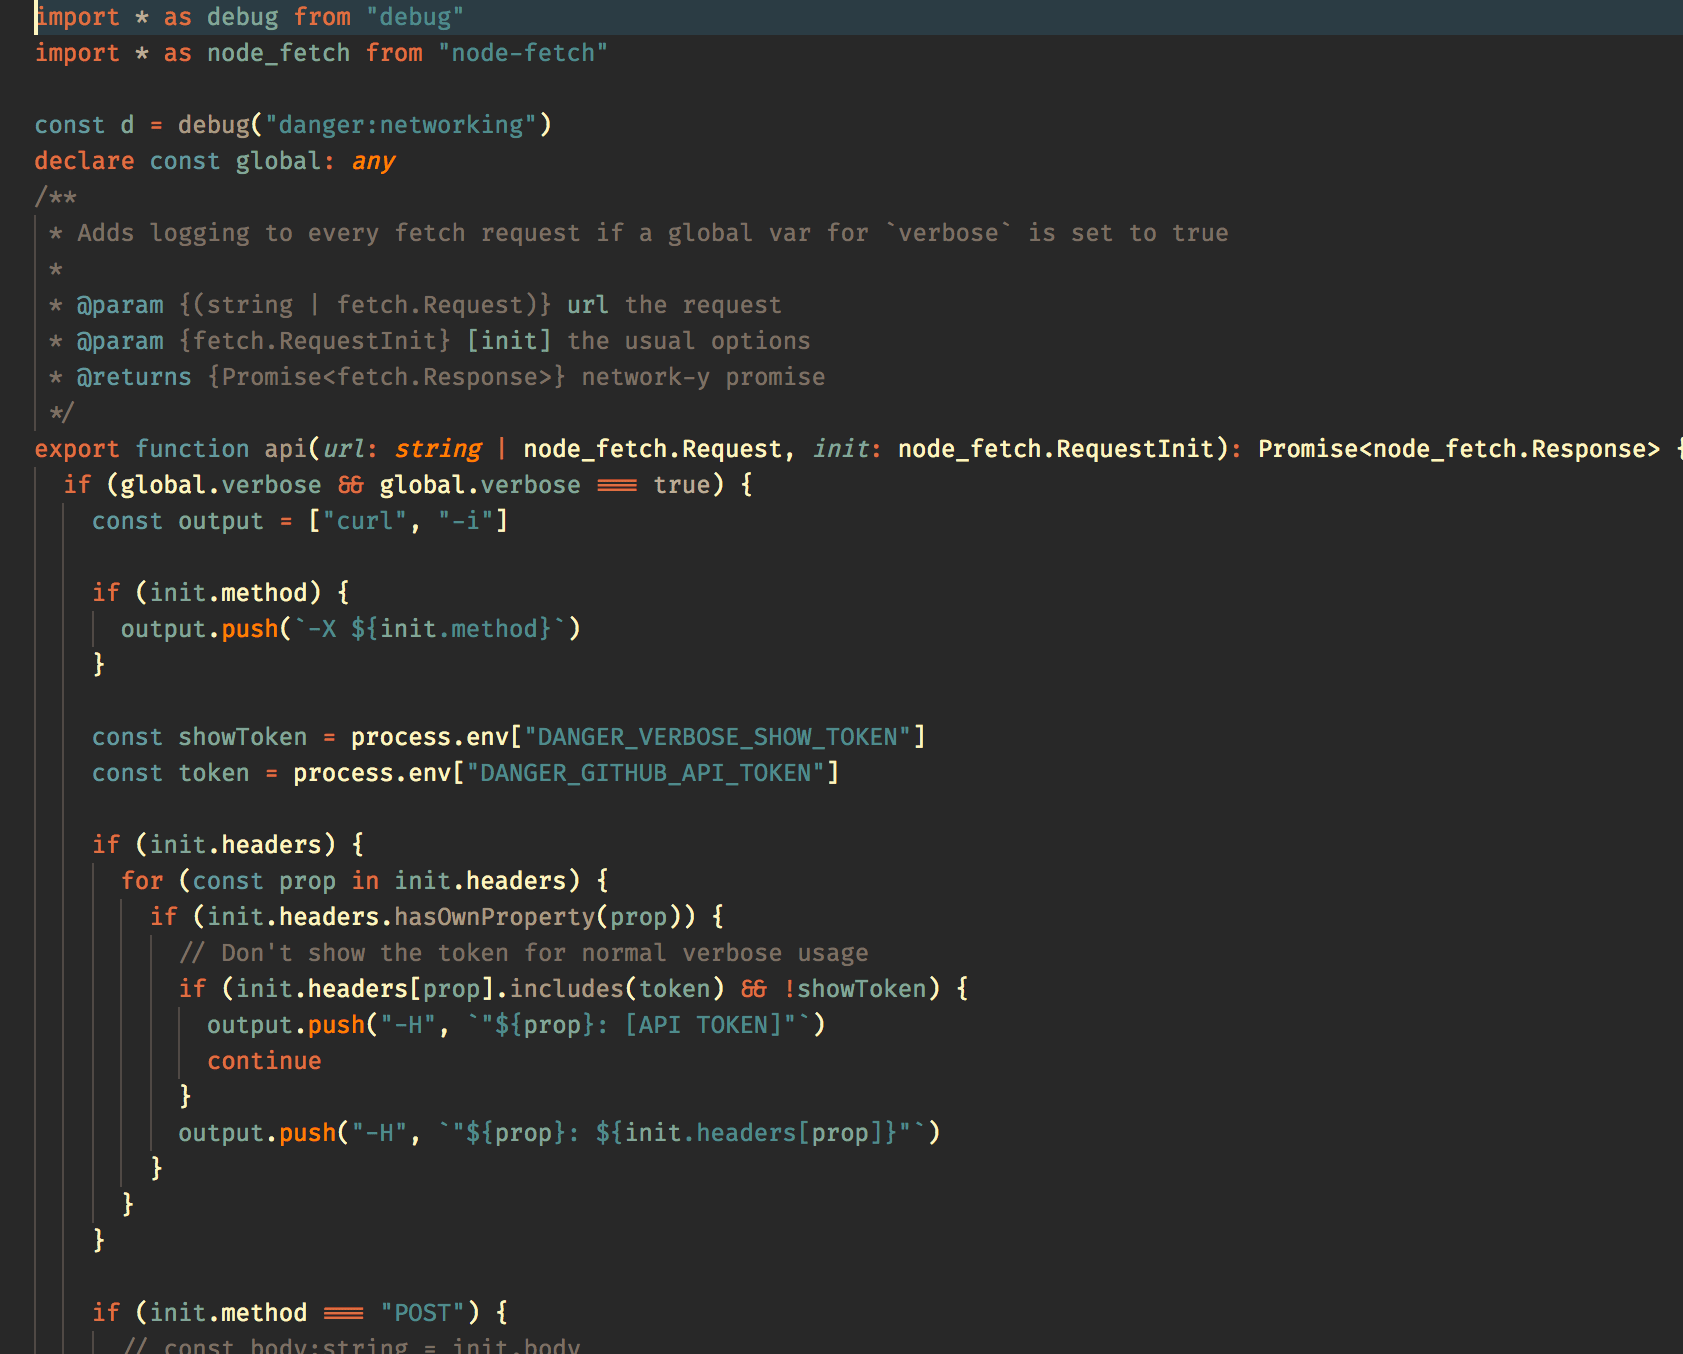 import * as debug from "debug"
import * as node_fetch from "node-fetch"

const d = debug("danger:networking")
declare const global: any
/**
 * Adds logging to every fetch request if a global var for `verbose` is set to true
 *
 * @param {(string | fetch.Request)} url the request
 * @param {fetch.RequestInit} [init] the usual options
 * @returns {Promise<fetch.Response>} network-y promise
 */
export function api(url: string | node_fetch.Request, init: node_fetch.RequestInit): Promise<node_fetch.Response> {
  if (global.verbose && global.verbose === true) {
    const output = ["curl", "-i"]

    if (init.method) {
      output.push(`-X ${init.method}`)
    }

    const showToken = process.env["DANGER_VERBOSE_SHOW_TOKEN"]
    const token = process.env["DANGER_GITHUB_API_TOKEN"]

    if (init.headers) {
      for (const prop in init.headers) {
        if (init.headers.hasOwnProperty(prop)) {
          // Don't show the token for normal verbose usage
          if (init.headers[prop].includes(token) && !showToken) {
            output.push("-H", `"${prop}: [API TOKEN]"`)
            continue
          }
          output.push("-H", `"${prop}: ${init.headers[prop]}"`)
        }
      }
    }

    if (init.method === "POST") {
      // const body:string = init.body